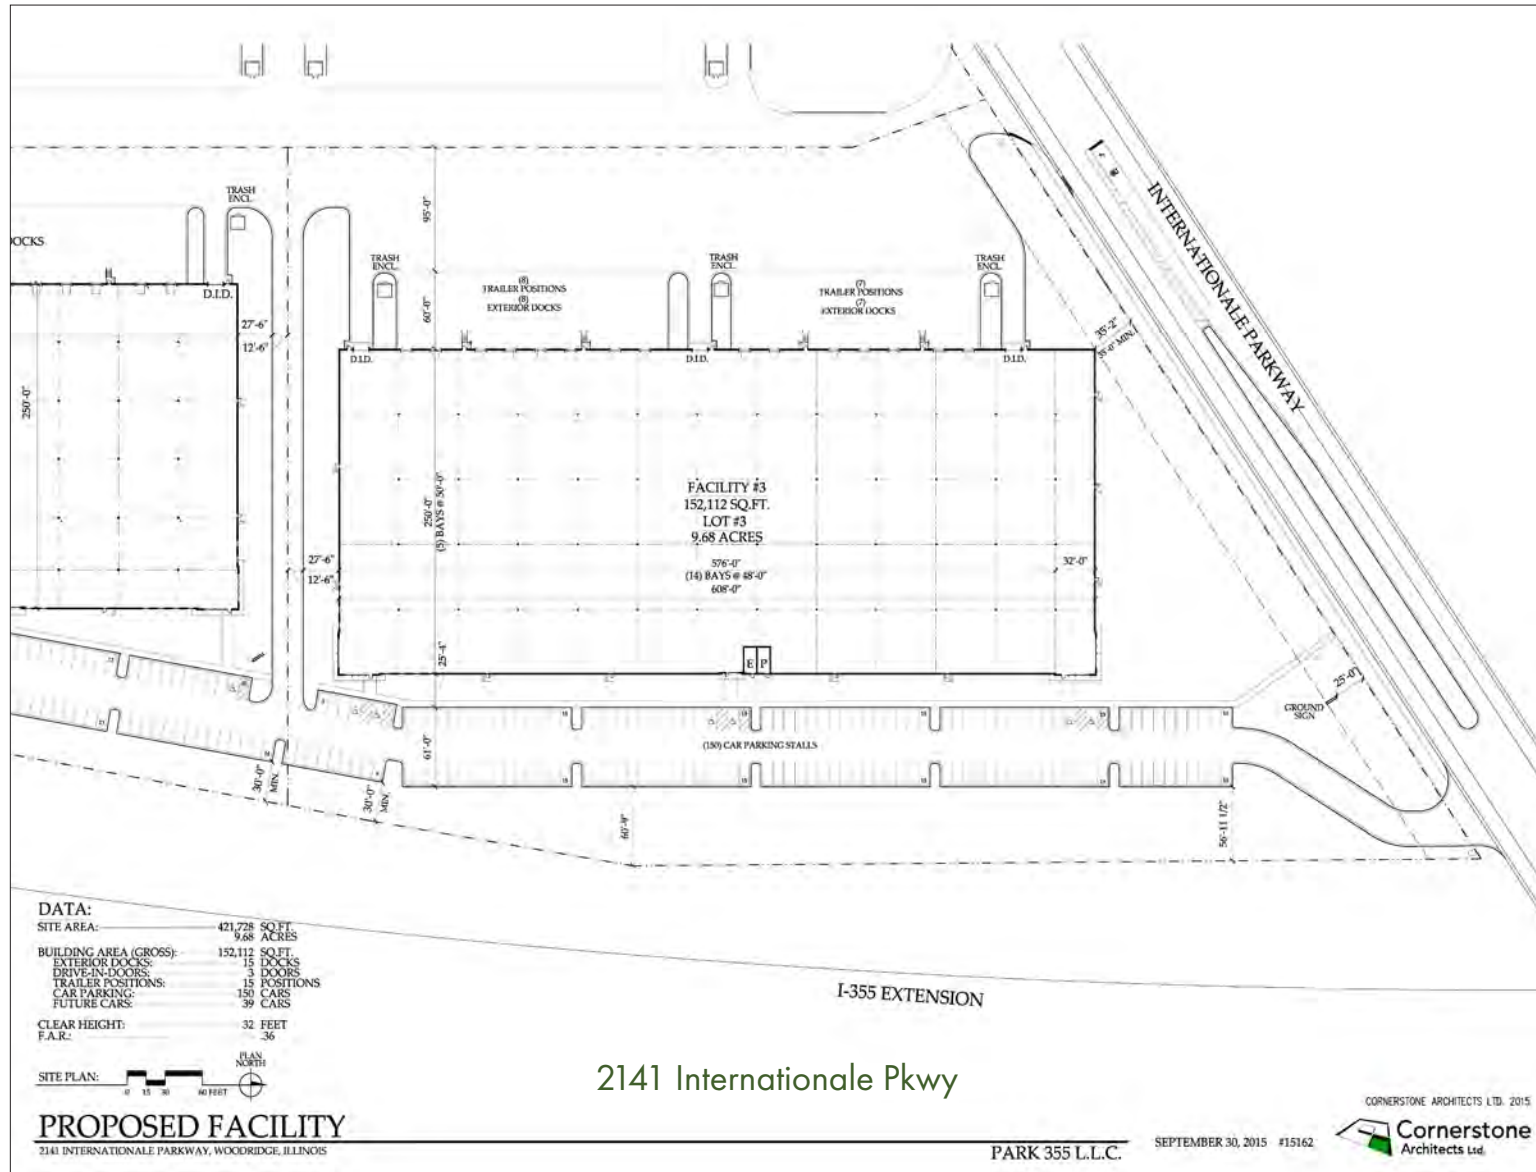 TRASH
ENCL.
DOCKS
D.I.D.
27'-6"
12'-6"
250'-0"
95'-0"
60'-0"
TRASH
ENCL.
(8)
TRAILER POSITIONS
(8)
EXTERIOR DOCKS
TRASH
ENCL.
(7)
TRAILER POSITIONS
(7)
EXTERIOR DOCKS
TRASH
ENCL.
D.I.D.
D.I.D.
D.I.D.
35'-2"
35'-0" MIN.
INTERNATIONALE PARKWAY
250'-0"
(5) BAYS @ 50'-0"
FACILITY #3
152,112 SQ.FT.
LOT #3
9.68 ACRES
576'-0"
(14) BAYS @ 48'-0"
608'-0"
32'-0"
27'-6"
12'-6"
25'-4"
E P
25'-0"
GROUND
SIGN
(150) CAR PARKING STALLS
61'-0"
30'-0"
MIN.
30'-0"
MIN.
60'-9"
56'-11 1/2"
I-355 EXTENSION
DATA:
SITE AREA: 421,728 SQ.FT.
9.68 ACRES
BUILDING AREA (GROSS): 152,112 SQ.FT.
EXTERIOR DOCKS: 15 DOCKS
DRIVE-IN-DOORS: 3 DOORS
TRAILER POSITIONS: 15 POSITIONS
CAR PARKING: 150 CARS
FUTURE CARS: 39 CARS
CLEAR HEIGHT: 32 FEET
F.A.R.: .36
PLAN
NORTH
SITE PLAN:
0 15 30 60 FEET
2141 Internationale Pkwy
PROPOSED FACILITY
2141 INTERNATIONALE PARKWAY, WOODRIDGE, ILLINOIS
PARK 355 L.L.C.
SEPTEMBER 30, 2015 #15162
CORNERSTONE ARCHITECTS LTD. 2015
Cornerstone
Architects Ltd.